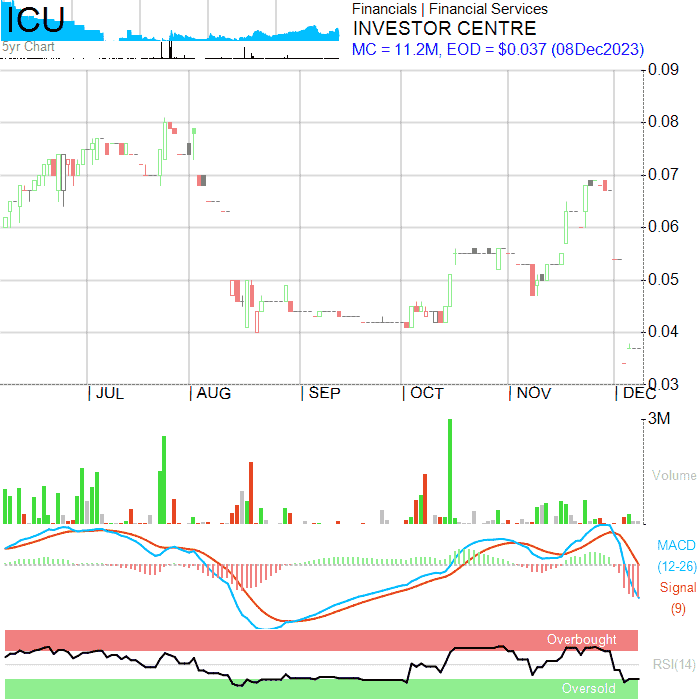 ICU
5yr Chart
Financials | Financial Services
INVESTOR CENTRE
MC = 11.2M, EOD = $0.037 (08Dec2023)
0.09
0.08
0.07
0.06
0.05
0.04
0.03
JUL AUG SEP OCT NOV DEC
3M
Volume
MACD
(12-26)
Signal
(9)
Overbought
RSI(14)
Oversold